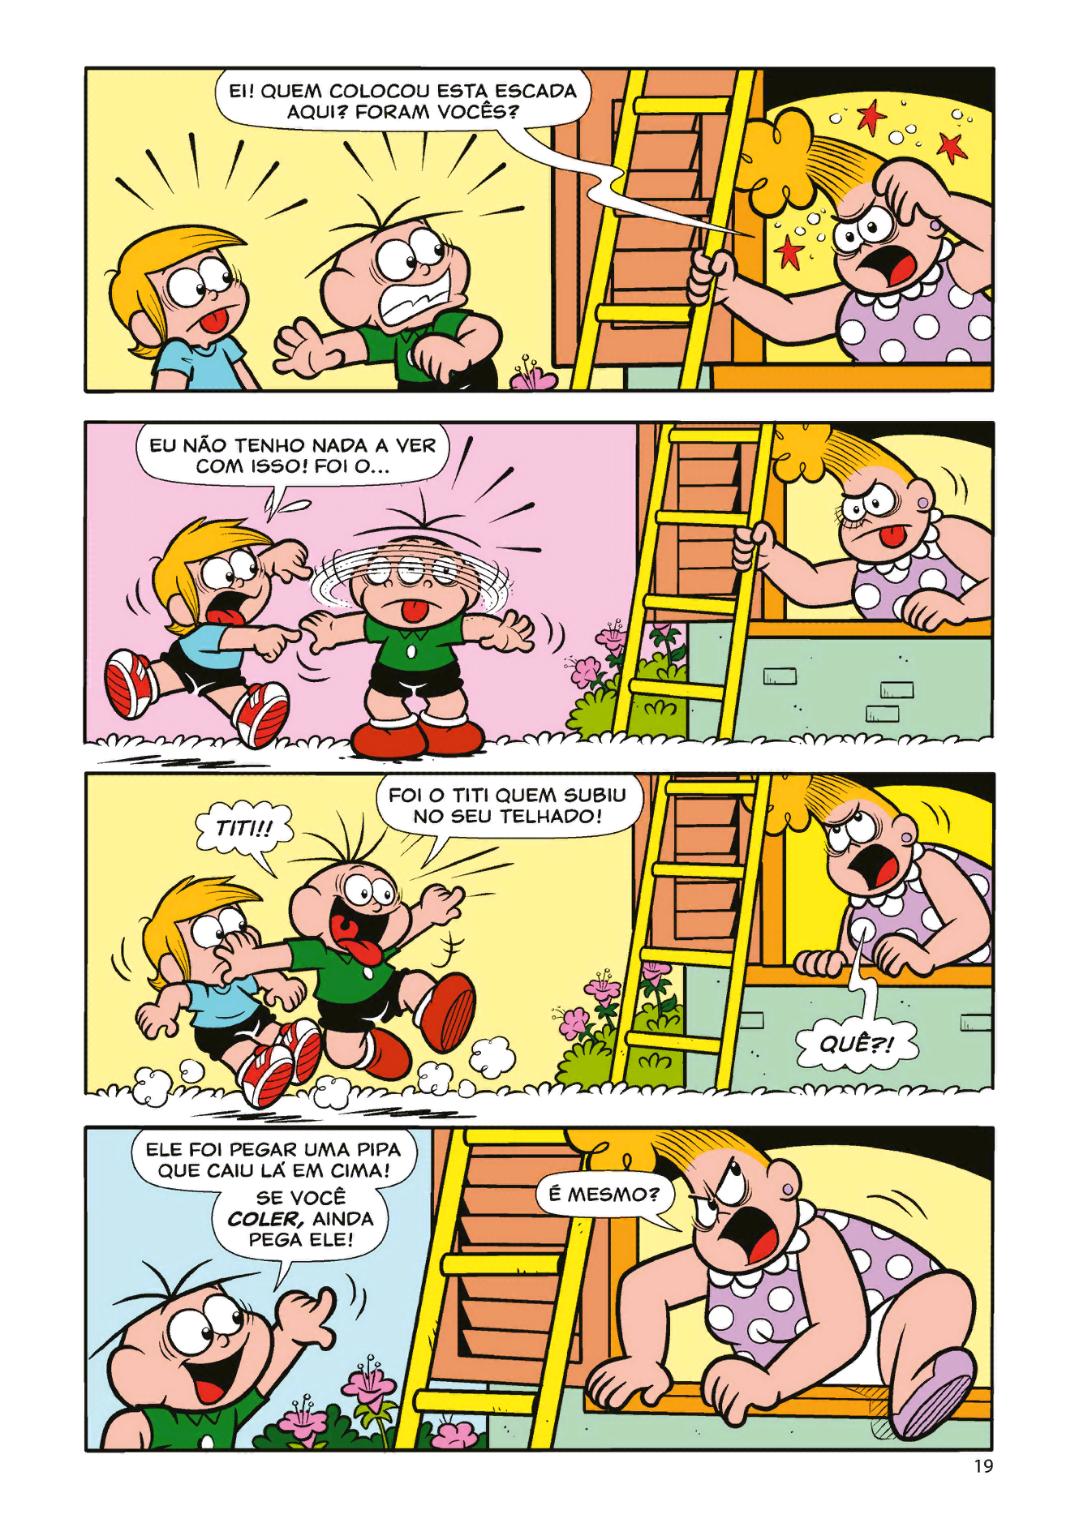 EI! QUEM COLOCOU ESTA ESCADA
AQUI? FORAM VOCÊS?
EU NÃO TENHO NADA A VER
COM ISSO! FOI O...
TITI!!
FOI O TITI QUEM SUBIU
NO SEU TELHADO!
QUÊ?!
ELE FOI PEGAR UMA PIPA
QUE CAIU LÁ EM CIMA!
SE VOCÊ
COLER, AINDA
PEGA ELE!
É MESMO?
19